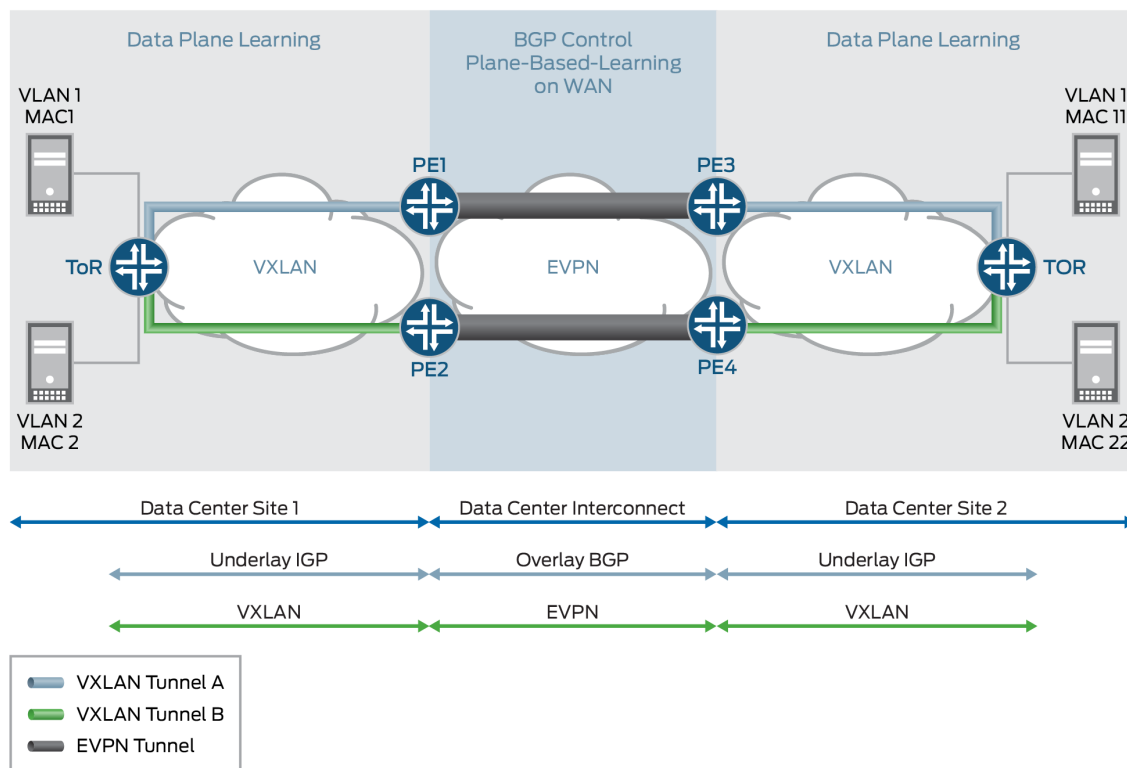 Data Plane Learning
BGP Control
Plane-Based-Learning
on WAN
Data Plane Learning
VLAN 1
MAC1
VLAN 1
MAC 11
PE1
PE3
ToR
VXLAN
EVPN
VXLAN
TOR
PE2
PE4
VLAN 2
MAC 2
VLAN 2
MAC 22
Data Center Site 1
Data Center Interconnect
Data Center Site 2
Underlay IGP
Overlay BGP
Underlay IGP
VXLAN
EVPN
VXLAN
VXLAN Tunnel A
VXLAN Tunnel B
EVPN Tunnel